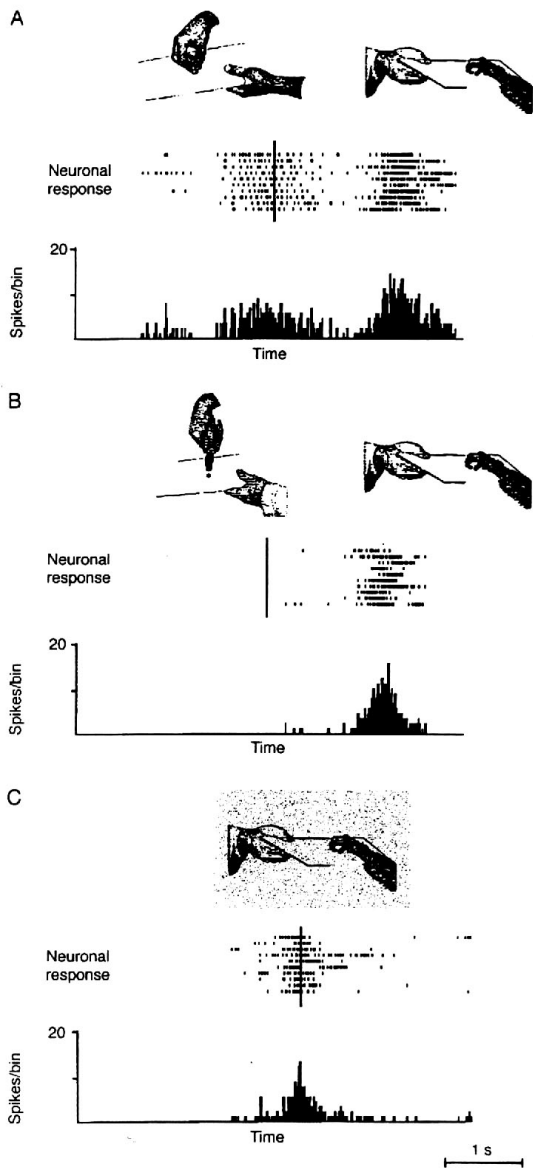 A
Neuronal
response
20
Spikes/bin
Time
B
Neuronal
response
20
Spikes/bin
Time
C
Neuronal
response
20
Spikes/bin
Time
1 s